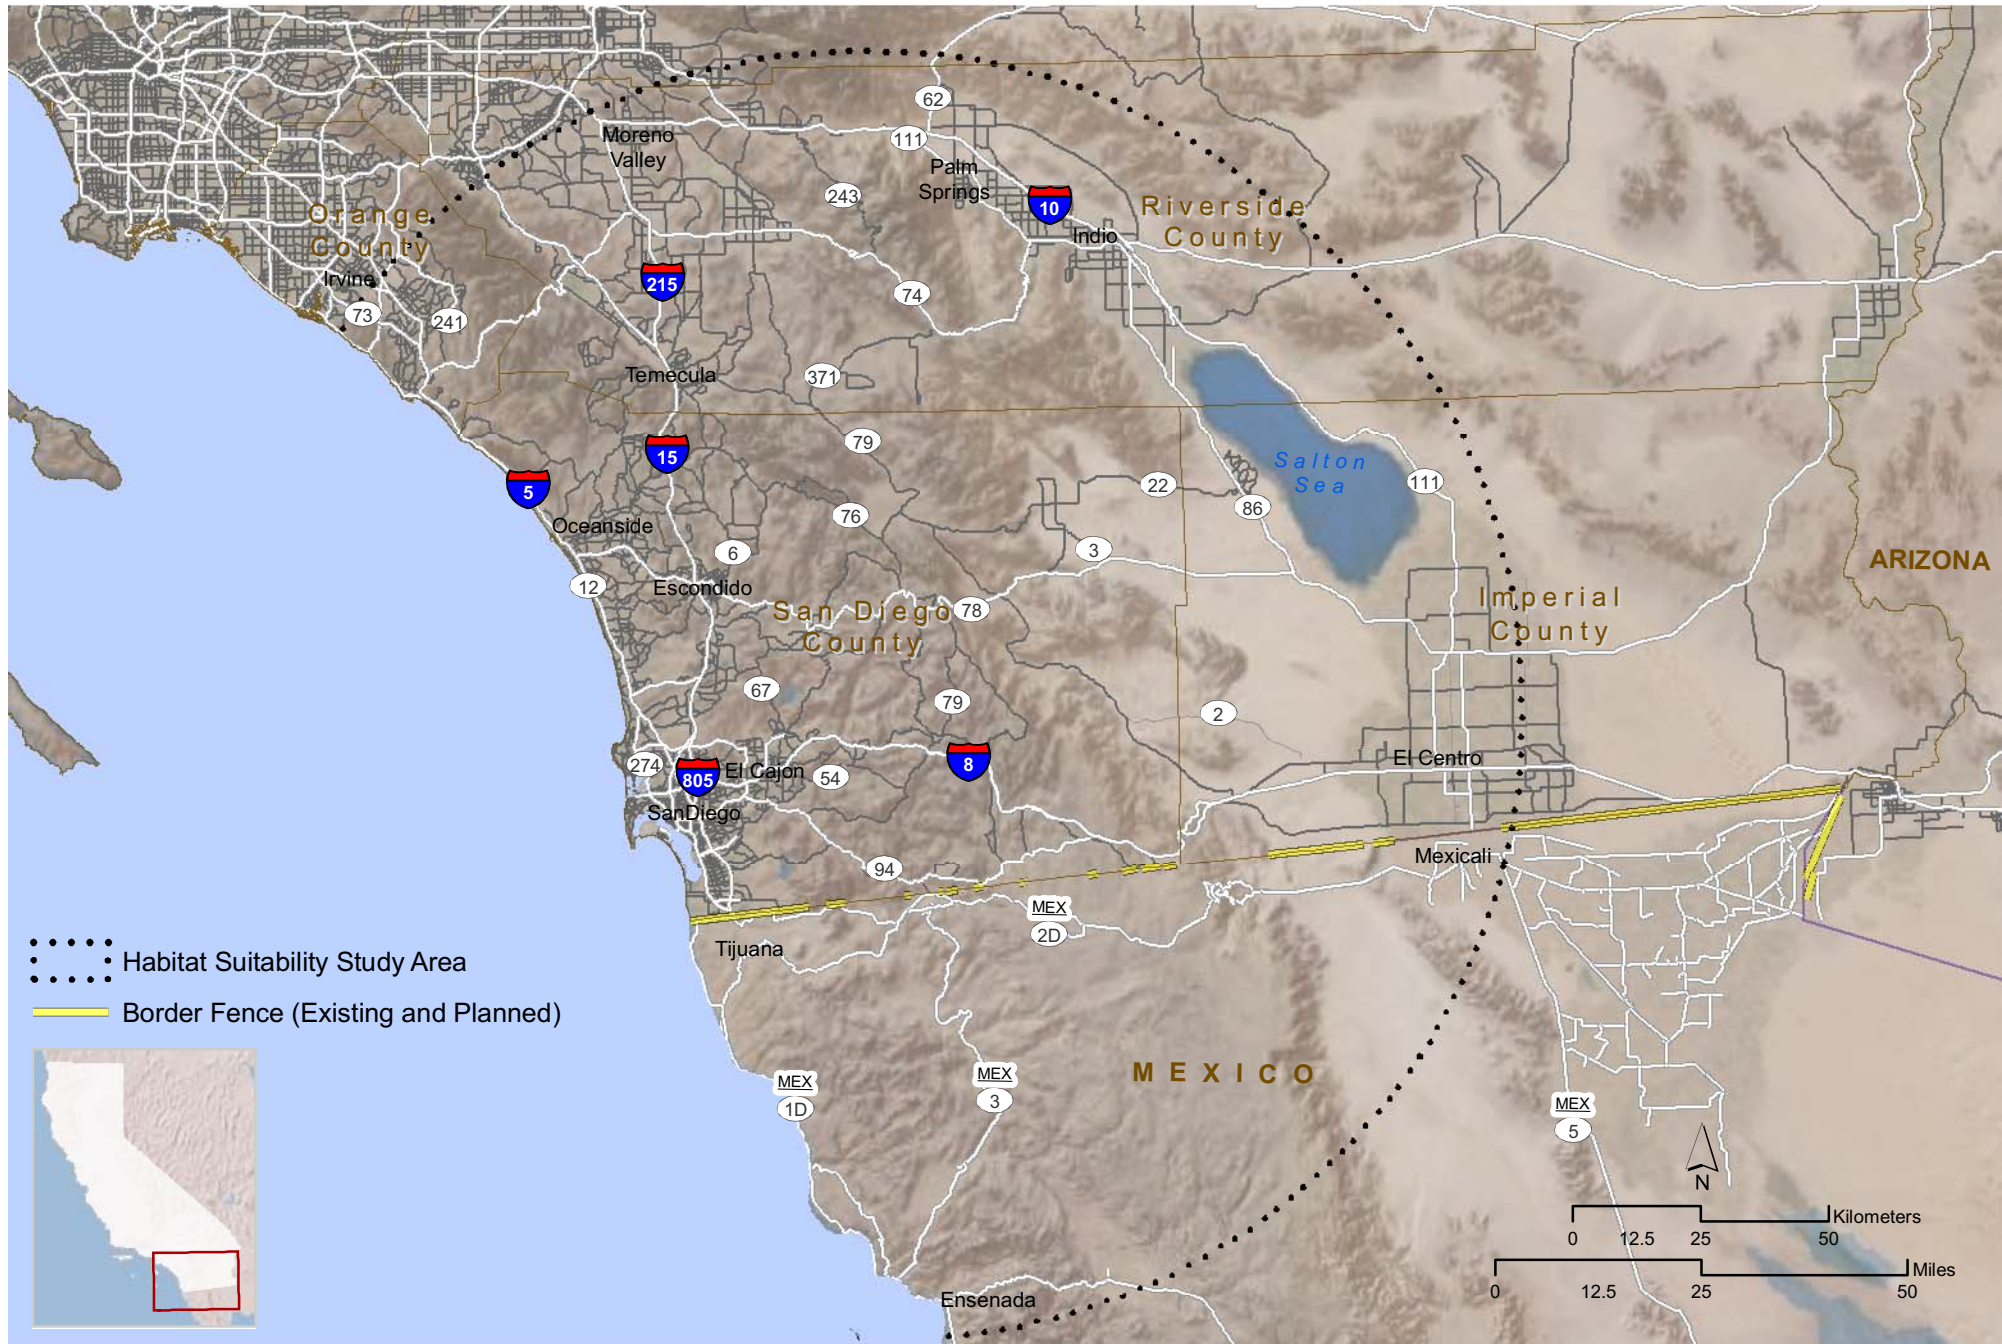 62
Moreno
Valley
111
Palm
Springs
243
10
Orange
County
Riverside
County
Indio
Irvine
215
74
73
241
Temecula
371
79
15
Salton
Sea
111
5
22
86
76
Oceanside
6
3
ARIZONA
12
Escondido
San Diego
County
78
Imperial
County
67
79
2
274
805
El Cajon
54
8
El Centro
SanDiego
94
Mexicali
MEX
2D
Tijuana
Habitat Suitability Study Area
Border Fence (Existing and Planned)
MEXICO
MEX
1D
MEX
3
MEX
5
N
Kilometers
0 12.5 25 50
Miles
0 12.5 25 50
Ensenada